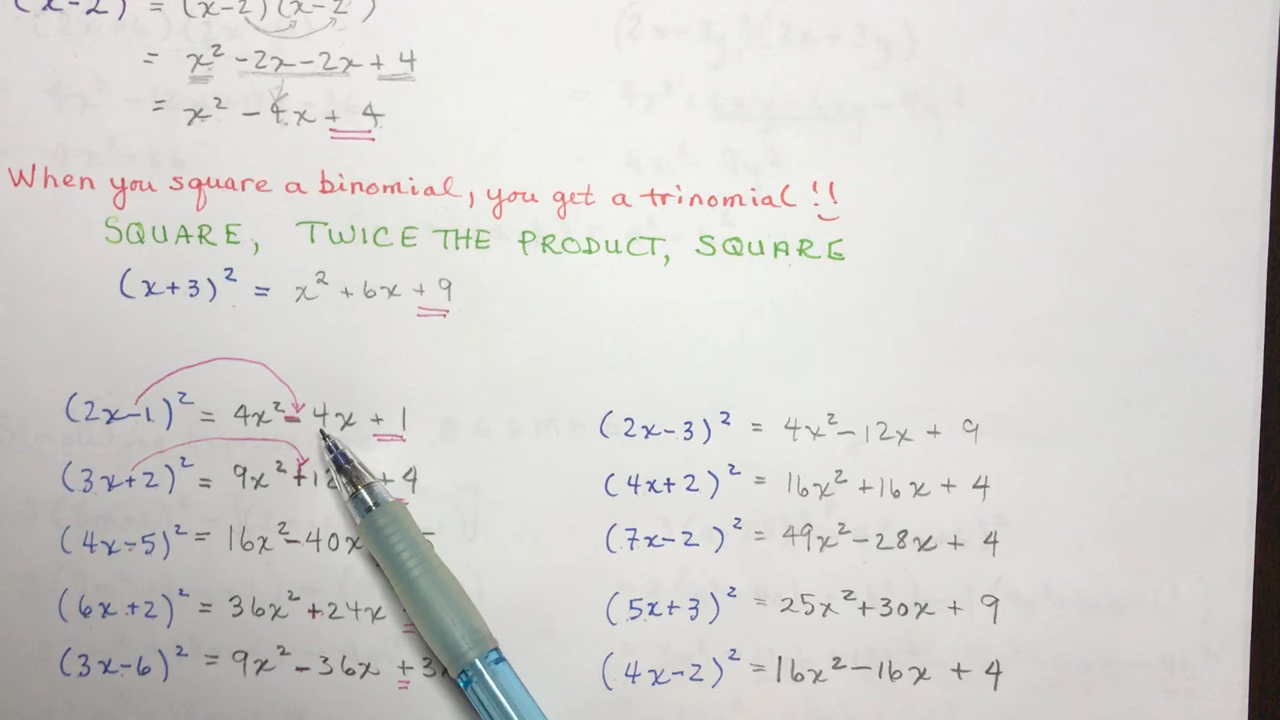 (x-2) = (x-2)(x-2)
= x² -2x-2x+4
= x² - 4x + 4
When you square a binomial, you get a trinomial !!
SQUARE, TWICE THE PRODUCT, SQUARE
(x+3)² = x² + 6x + 9
(2x-1)² = 4x² - 4x + 1
(3x+2)² = 9x² +12 + 4
(4x-5)² = 16x² - 40x
(6x+2)² = 36x² + 24x
(3x-6)² = 9x² - 36x + 3
(2x-3)² = 4x² - 12x + 9
(4x+2)² = 16x² + 16x + 4
(7x-2)² = 49x² - 28x + 4
(5x+3)² = 25x² + 30x + 9
(4x-2)² = 16x² - 16x + 4